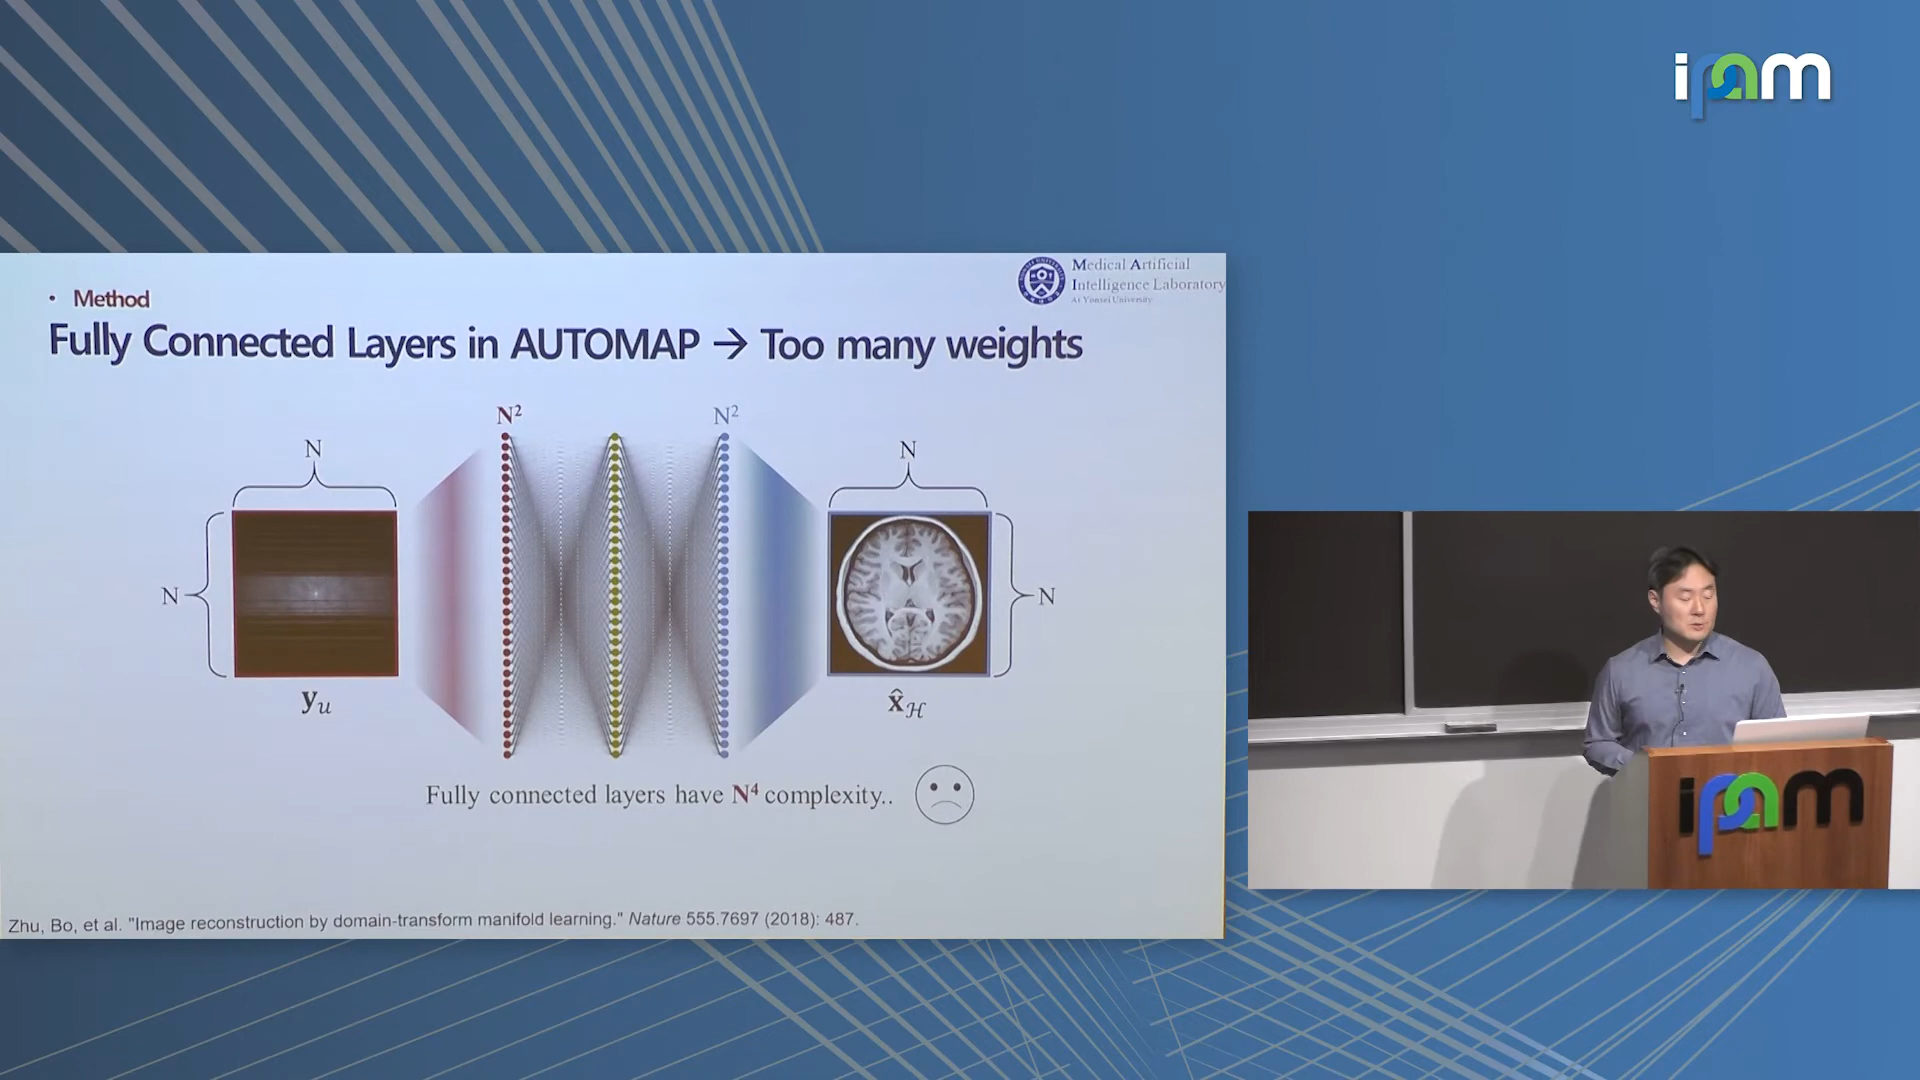 ipam
Medical Artificial
Intelligence Laboratory
At Yonsei University
• Method
Fully Connected Layers in AUTOMAP → Too many weights
N² N²
N N
N N
y𝒰 x̂ℋ
Fully connected layers have N⁴ complexity..
Zhu, Bo, et al. "Image reconstruction by domain-transform manifold learning." Nature 555.7697 (2018): 487.
ipam